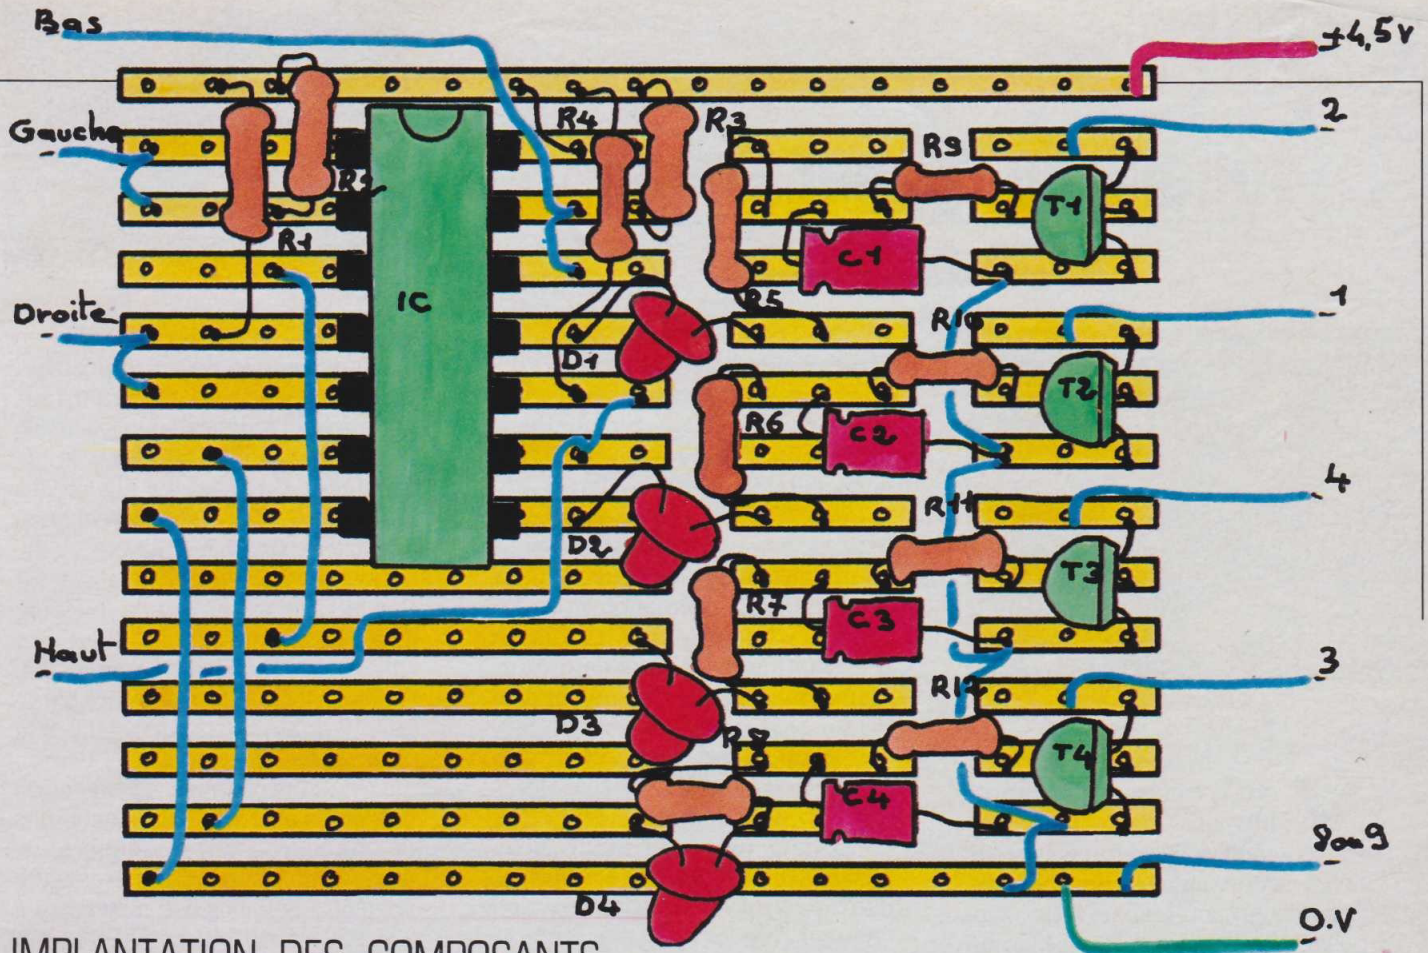 Bas
+4,5V
2
Gauche
R4
R3
R9
R2
T1
R1
C1
IC
Droite
R5
1
R10
D1
T2
R6
C2
4
R11
D2
T3
R7
C3
Haut
3
R12
D3
R8
T4
C4
8ou9
D4
0.V
IMPLANTATION DES COMPOSANTS